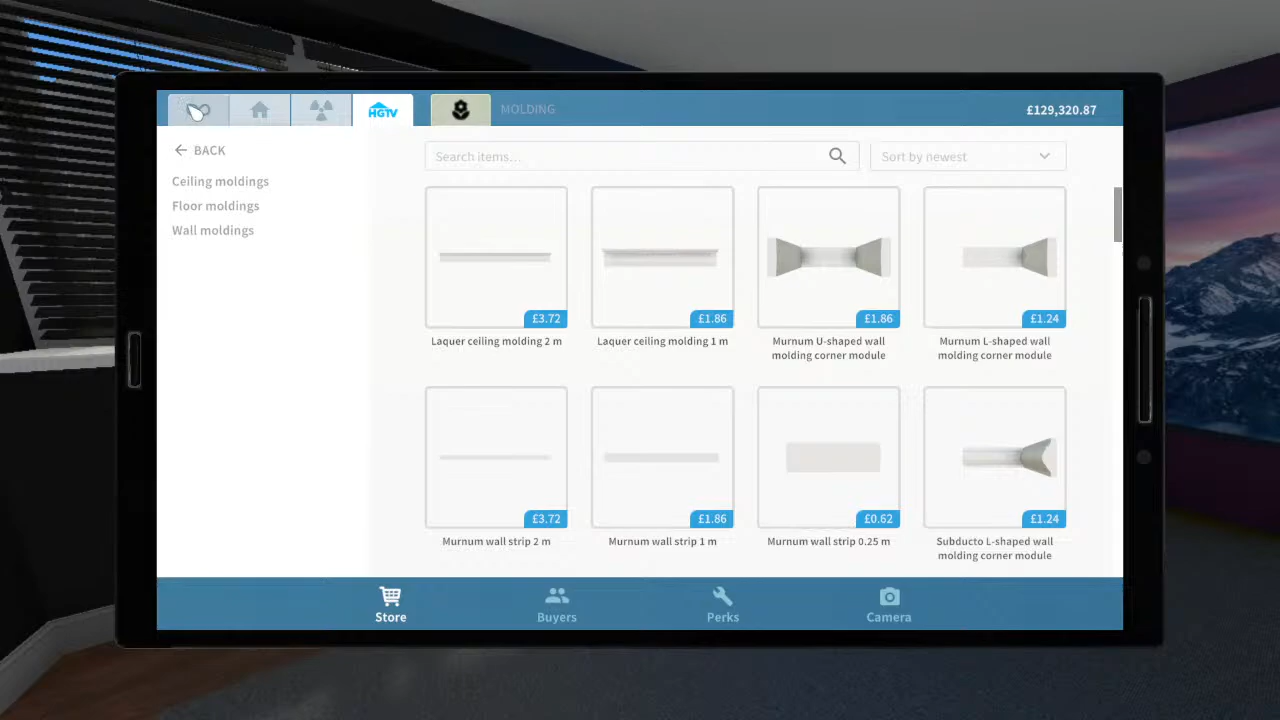 HGTV
MOLDING
£129,320.87
BACK
Search items...
Sort by newest
Ceiling moldings
Floor moldings
Wall moldings
£3.72
£1.86
£1.86
£1.24
Laquer ceiling molding 2 m
Laquer ceiling molding 1 m
Murnum U-shaped wall
molding corner module
Murnum L-shaped wall
molding corner module
£3.72
£1.86
£0.62
£1.24
Murnum wall strip 2 m
Murnum wall strip 1 m
Murnum wall strip 0.25 m
Subducto L-shaped wall
molding corner module
Store
Buyers
Perks
Camera